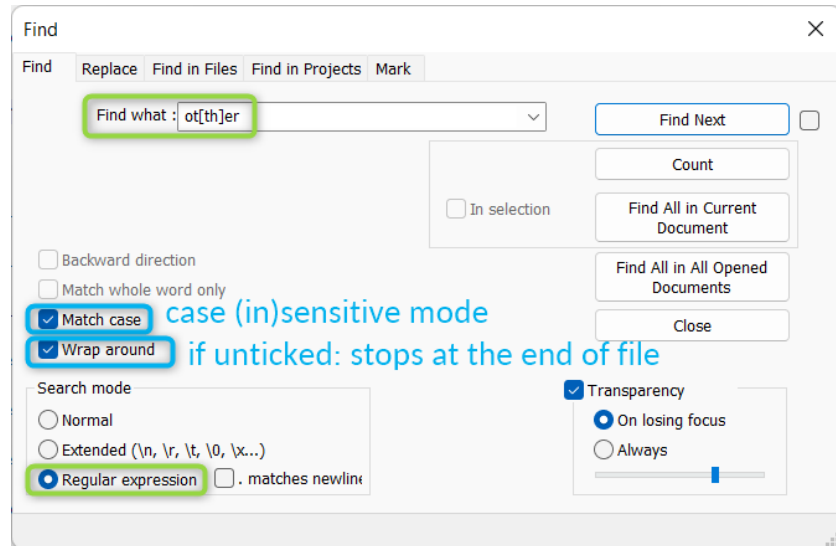 Find
Find Replace Find in Files Find in Projects Mark
Find what : ot[th]er
Find Next
Count
In selection
Find All in Current
Document
Backward direction
Find All in All Opened
Documents
Match whole word only
Match case case (in)sensitive mode
Close
Wrap around if unticked: stops at the end of file
Search mode
Transparency
Normal
On losing focus
Extended (\n, \r, \t, \0, \x...)
Always
Regular expression . matches newline